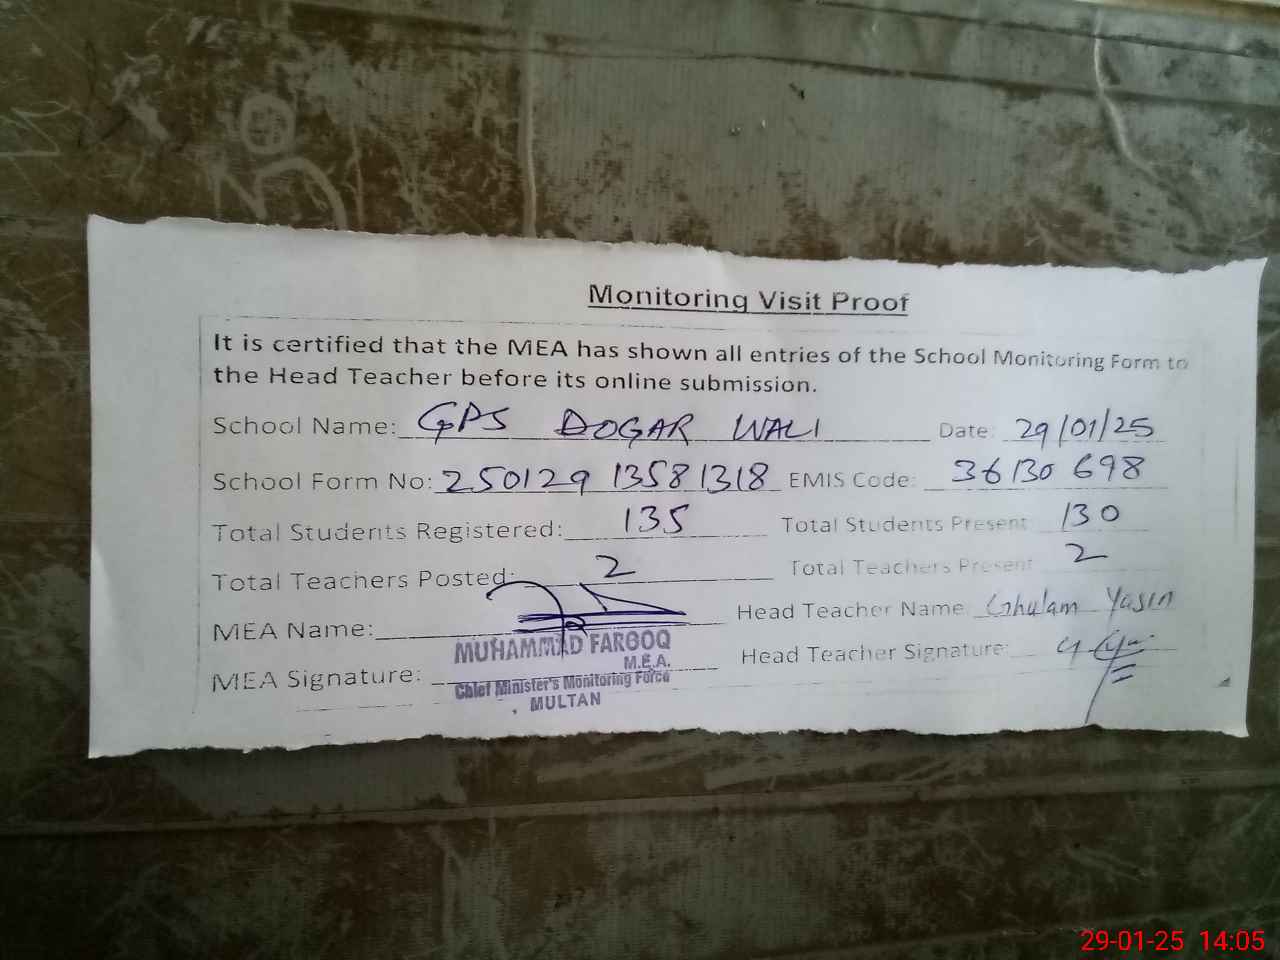 Monitoring Visit Proof
It is certified that the MEA has shown all entries of the School Monitoring Form to
the Head Teacher before its online submission.
School Name: GPS DOGAR WALI Date: 29/01/25
School Form No: 250129 13581318 EMIS Code: 36130 698
Total Students Registered: 135 Total Students Present 130
Total Teachers Posted: 2 Total Teachers Present 2
MEA Name: Head Teacher Name: Ghulam Yasin
MUHAMMAD FAROOQ
M.E.A.
MEA Signature: Head Teacher Signature:
Chief Minister's Monitoring Force
MULTAN
29-01-25 14:05